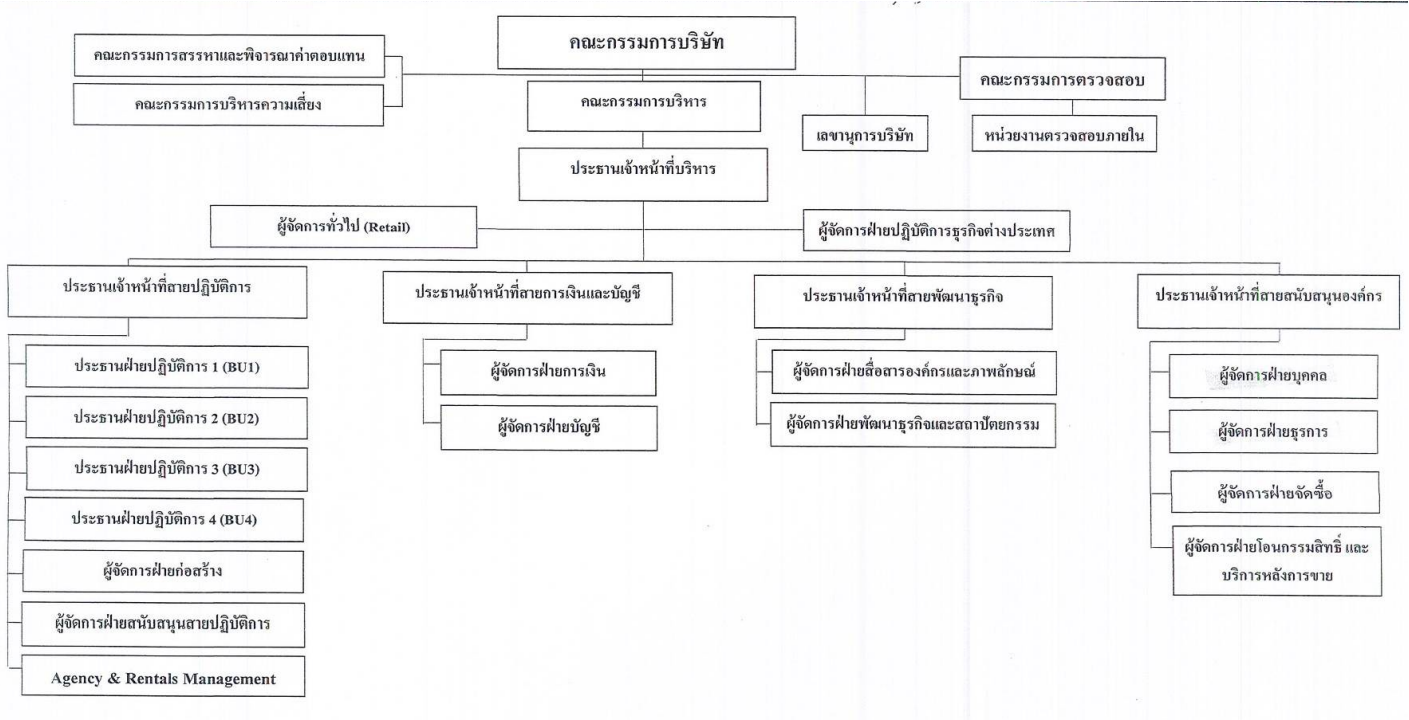 คณะกรรมการบริษัท
คณะกรรมการสรรหาและพิจารณาค่าตอบแทน
คณะกรรมการบริหารความเสี่ยง
คณะกรรมการบริหาร
คณะกรรมการตรวจสอบ
เลขานุการบริษัท
หน่วยงานตรวจสอบภายใน
ประธานเจ้าหน้าที่บริหาร
ผู้จัดการทั่วไป (Retail)
ผู้จัดการฝ่ายปฏิบัติการธุรกิจต่างประเทศ
ประธานเจ้าหน้าที่สายปฏิบัติการ
ประธานเจ้าหน้าที่สายการเงินและบัญชี
ประธานเจ้าหน้าที่สายพัฒนาธุรกิจ
ประธานเจ้าหน้าที่สายสนับสนุนองค์กร
ประธานฝ่ายปฏิบัติการ 1 (BU1)
ประธานฝ่ายปฏิบัติการ 2 (BU2)
ประธานฝ่ายปฏิบัติการ 3 (BU3)
ประธานฝ่ายปฏิบัติการ 4 (BU4)
ผู้จัดการฝ่ายก่อสร้าง
ผู้จัดการฝ่ายสนับสนุนสายปฏิบัติการ
Agency & Rentals Management
ผู้จัดการฝ่ายการเงิน
ผู้จัดการฝ่ายบัญชี
ผู้จัดการฝ่ายสื่อสารองค์กรและภาพลักษณ์
ผู้จัดการฝ่ายพัฒนาธุรกิจและสถาปัตยกรรม
ผู้จัดการฝ่ายบุคคล
ผู้จัดการฝ่ายธุรการ
ผู้จัดการฝ่ายจัดซื้อ
ผู้จัดการฝ่ายโอนกรรมสิทธิ์ และ
บริการหลังการขาย